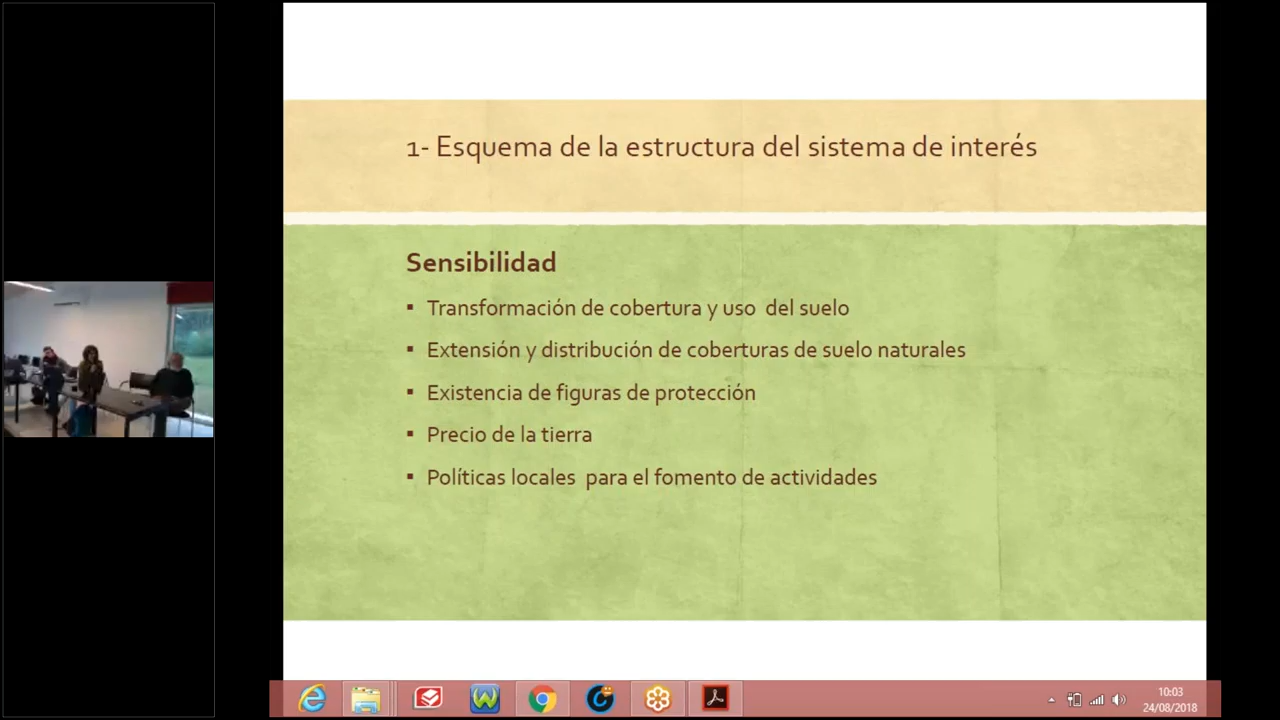 1- Esquema de la estructura del sistema de interés
Sensibilidad
▪ Transformación de cobertura y uso  del suelo
▪ Extensión y distribución de coberturas de suelo naturales
▪ Existencia de figuras de protección
▪ Precio de la tierra
▪ Políticas locales  para el fomento de actividades
10:03
24/08/2018